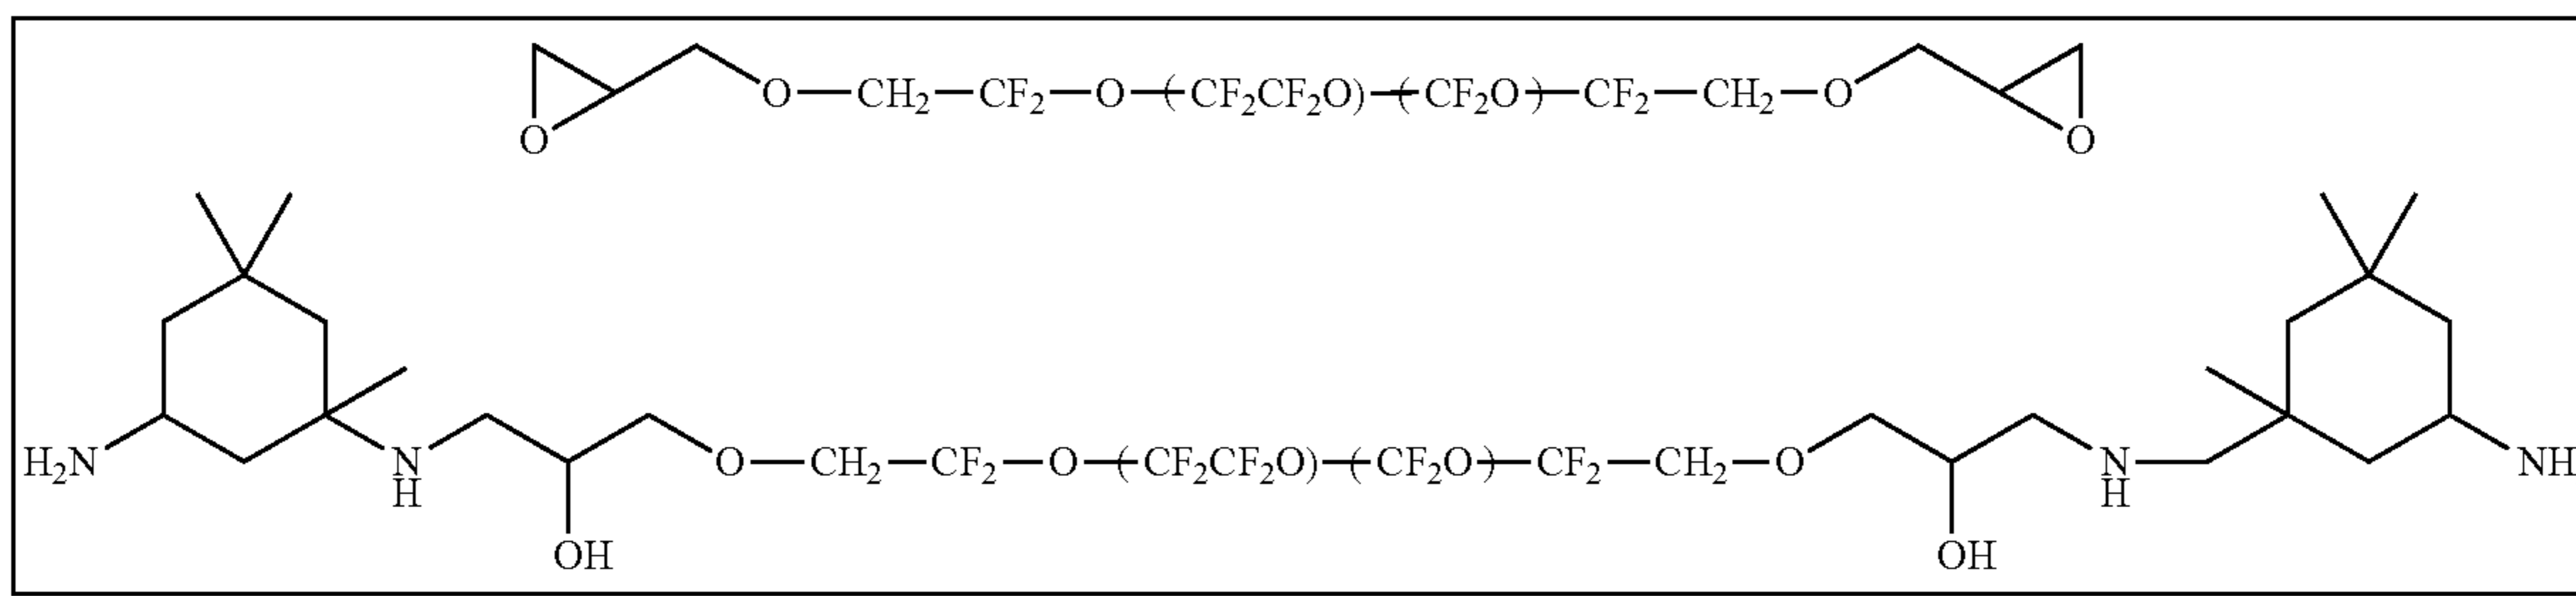 O—CH₂—CF₂—O—(CF₂CF₂O)—(CF₂O)—CF₂—CH₂—O
O O
H₂N N O—CH₂—CF₂—O—(CF₂CF₂O)—(CF₂O)—CF₂—CH₂—O N NH
H H
OH OH